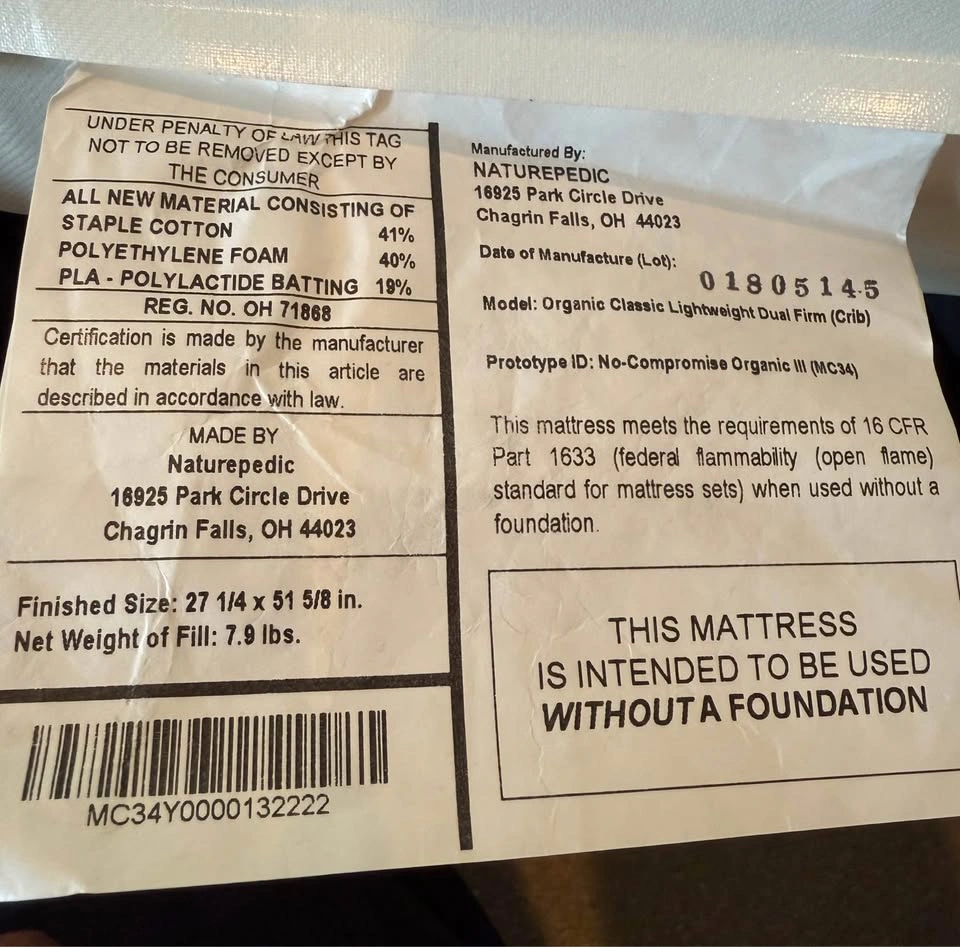 UNDER PENALTY OF LAW THIS TAG
NOT TO BE REMOVED EXCEPT BY
THE CONSUMER
ALL NEW MATERIAL CONSISTING OF
STAPLE COTTON 41%
POLYETHYLENE FOAM 40%
PLA - POLYLACTIDE BATTING 19%
REG. NO. OH 71868
Certification is made by the manufacturer
that the materials in this article are
described in accordance with law.
MADE BY
Naturepedic
16925 Park Circle Drive
Chagrin Falls, OH 44023
Finished Size: 27 1/4 x 51 5/8 in.
Net Weight of Fill: 7.9 lbs.
MC34Y0000132222
Manufactured By:
NATUREPEDIC
16925 Park Circle Drive
Chagrin Falls, OH 44023
Date of Manufacture (Lot):
01805145
Model: Organic Classic Lightweight Dual Firm (Crib)
Prototype ID: No-Compromise Organic III (MC34)
This mattress meets the requirements of 16 CFR
Part 1633 (federal flammability (open flame)
standard for mattress sets) when used without a
foundation.
THIS MATTRESS
IS INTENDED TO BE USED
WITHOUT A FOUNDATION